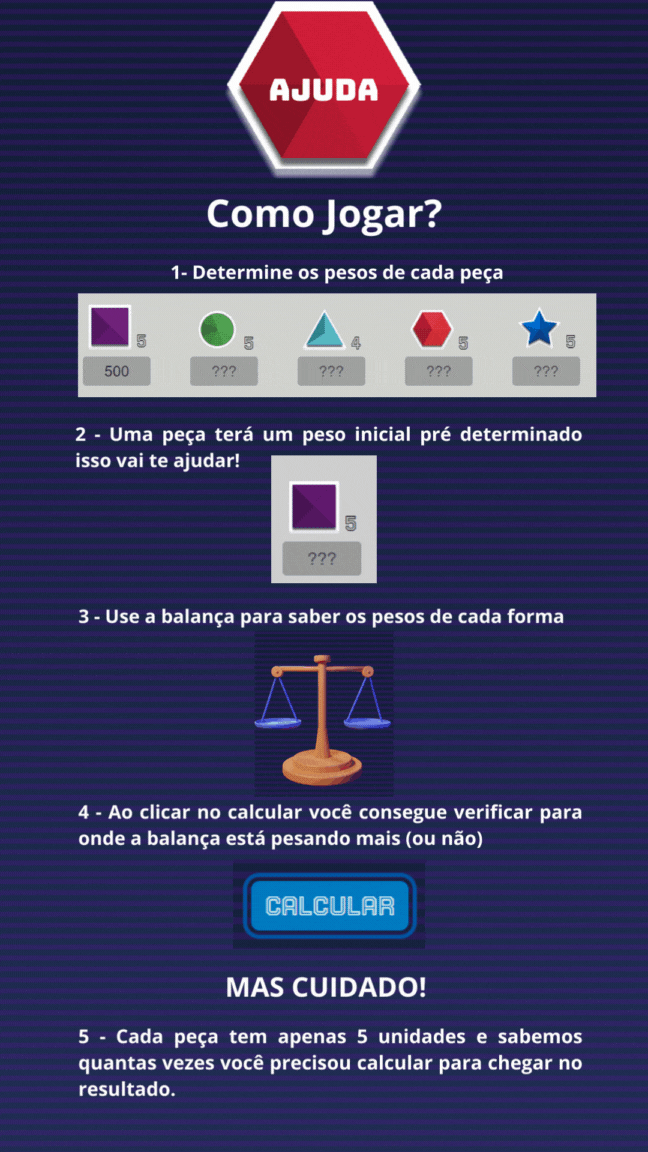 AJUDA
Como Jogar?
1- Determine os pesos de cada peça
5 5 4 5 5
500 ??? ??? ??? ???
2 - Uma peça terá um peso inicial pré determinado
isso vai te ajudar!
5
???
3 - Use a balança para saber os pesos de cada forma
4 - Ao clicar no calcular você consegue verificar para
onde a balança está pesando mais (ou não)
CALCULAR
MAS CUIDADO!
5 - Cada peça tem apenas 5 unidades e sabemos
quantas vezes você precisou calcular para chegar no
resultado.